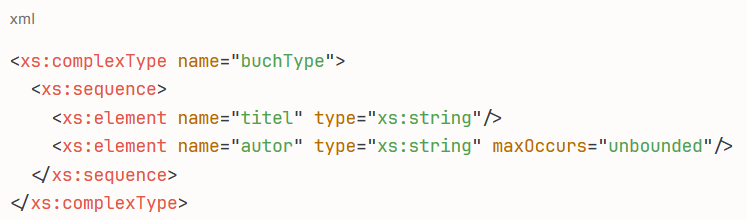 xml
<xs:complexType name="buchType">
  <xs:sequence>
    <xs:element name="titel" type="xs:string"/>
    <xs:element name="autor" type="xs:string" maxOccurs="unbounded"/>
  </xs:sequence>
</xs:complexType>